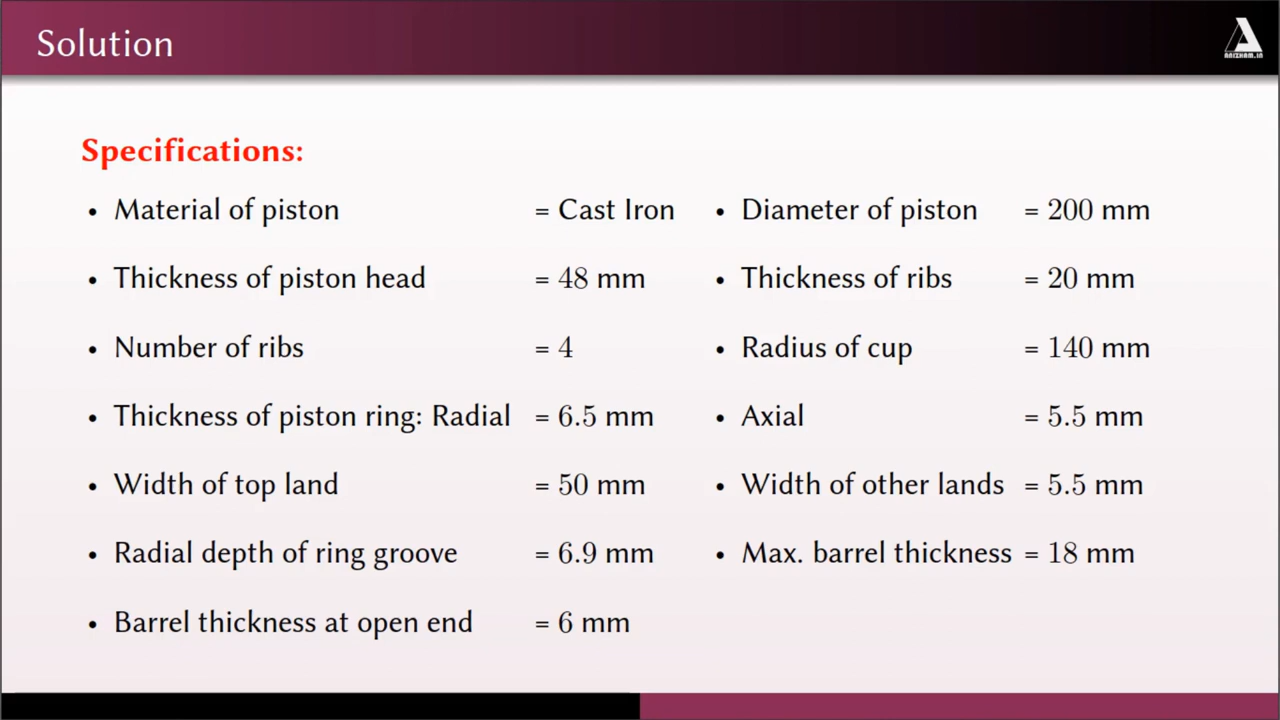 Solution
ARIZHAM.IN
Specifications:
• Material of piston = Cast Iron • Diameter of piston = 200 mm
• Thickness of piston head = 48 mm • Thickness of ribs = 20 mm
• Number of ribs = 4 • Radius of cup = 140 mm
• Thickness of piston ring: Radial = 6.5 mm • Axial = 5.5 mm
• Width of top land = 50 mm • Width of other lands = 5.5 mm
• Radial depth of ring groove = 6.9 mm • Max. barrel thickness = 18 mm
• Barrel thickness at open end = 6 mm